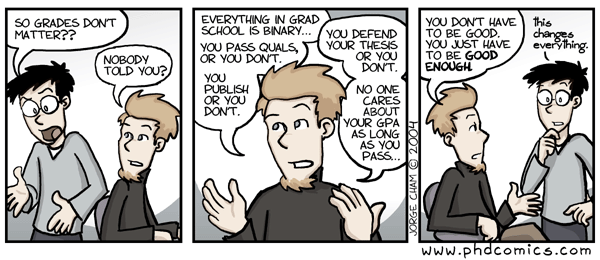 SO GRADES DON'T
MATTER??
NOBODY
TOLD YOU?
EVERYTHING IN GRAD
SCHOOL IS BINARY...
YOU PASS QUALS,
OR YOU DON'T.
YOU
PUBLISH
OR YOU
DON'T.
YOU DEFEND
YOUR THESIS
OR YOU
DON'T.
NO ONE
CARES
ABOUT
YOUR GPA
AS LONG
AS YOU
PASS...
JORGE CHAM © 2004
YOU DON'T HAVE
TO BE GOOD.
YOU JUST HAVE
TO BE GOOD
ENOUGH.
this
changes
everything.
www.phdcomics.com